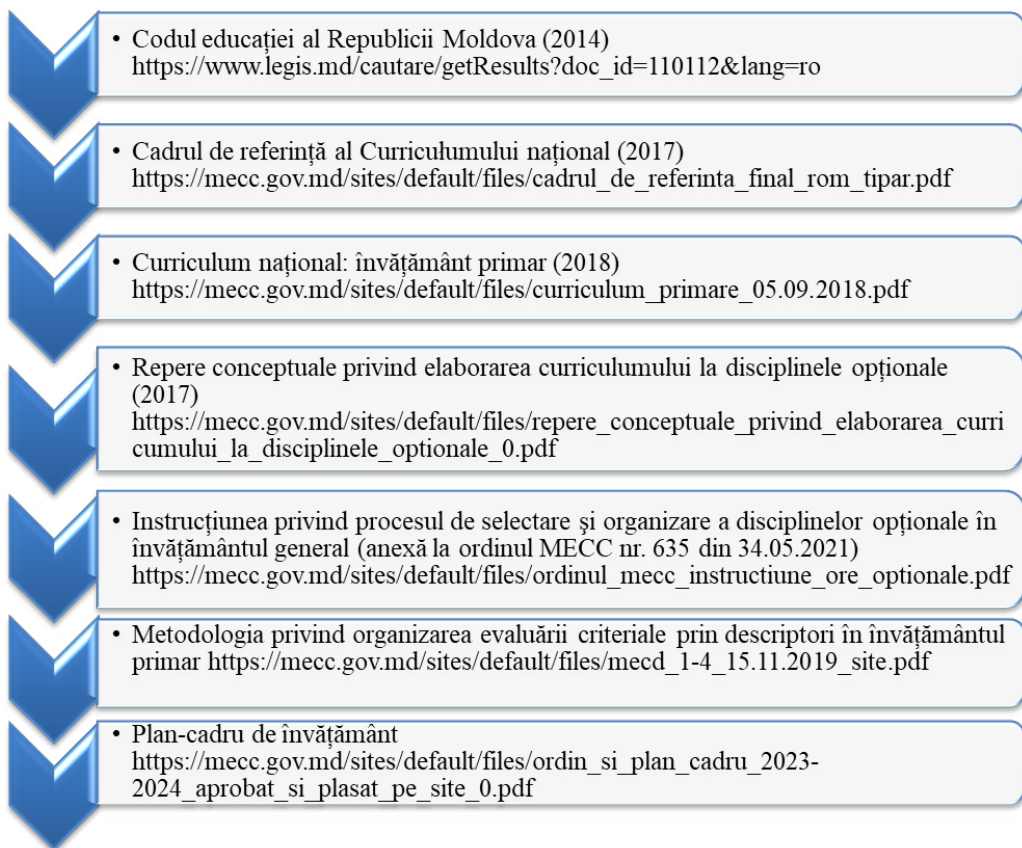 • Codul educației al Republicii Moldova (2014)
https://www.legis.md/cautare/getResults?doc_id=110112&lang=ro
• Cadrul de referință al Curriculumului național (2017)
https://mecc.gov.md/sites/default/files/cadrul_de_referinta_final_rom_tipar.pdf
• Curriculum național: învățământ primar (2018)
https://mecc.gov.md/sites/default/files/curriculum_primare_05.09.2018.pdf
• Repere conceptuale privind elaborarea curriculumului la disciplinele opționale
(2017)
https://mecc.gov.md/sites/default/files/repere_conceptuale_privind_elaborarea_curri
cumului_la_disciplinele_optionale_0.pdf
• Instrucțiunea privind procesul de selectare şi organizare a disciplinelor opționale în
învățământul general (anexă la ordinul MECC nr. 635 din 34.05.2021)
https://mecc.gov.md/sites/default/files/ordinul_mecc_instructiune_ore_optionale.pdf
• Metodologia privind organizarea evaluării criteriale prin descriptori în învățământul
primar https://mecc.gov.md/sites/default/files/mecd_1-4_15.11.2019_site.pdf
• Plan-cadru de învățământ
https://mecc.gov.md/sites/default/files/ordin_si_plan_cadru_2023-
2024_aprobat_si_plasat_pe_site_0.pdf